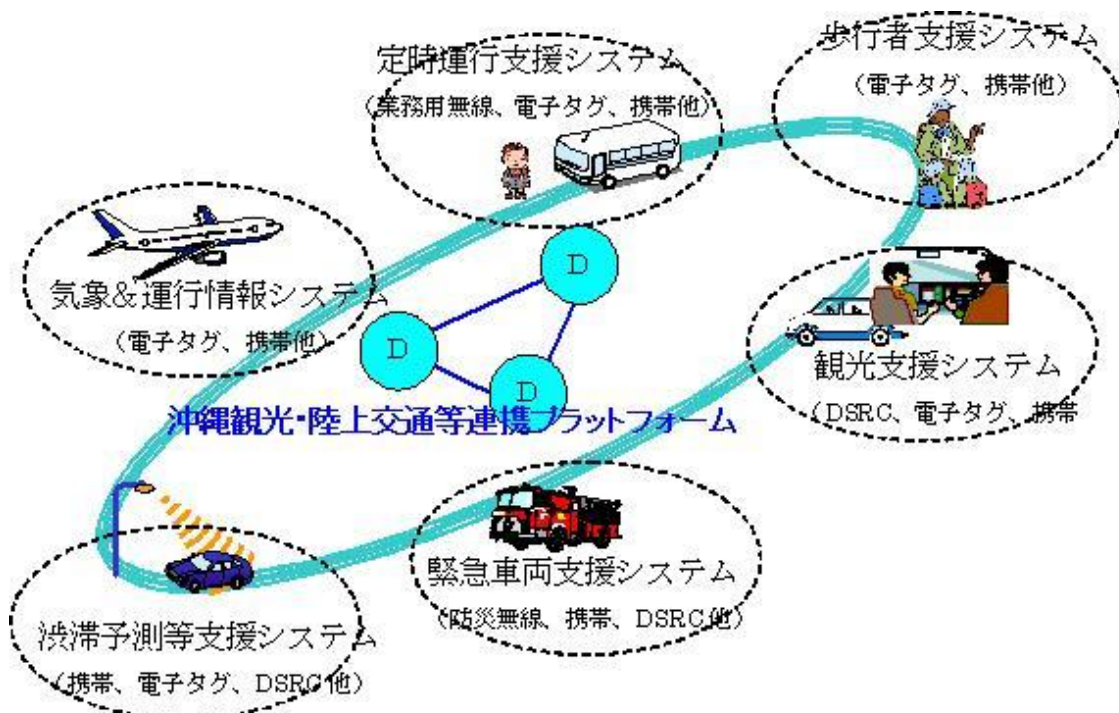 定時運行支援システム
（業務用無線、電子タグ、携帯他）
歩行者支援システム
（電子タグ、携帯他）
気象＆運行情報システム
（電子タグ、携帯他）
D
D
D
沖縄観光・陸上交通等連携プラットフォーム
観光支援システム
（DSRC、電子タグ、携帯
緊急車両支援システム
（防災無線、携帯、DSRC他）
渋滞予測等支援システム
（携帯、電子タグ、DSRC他）